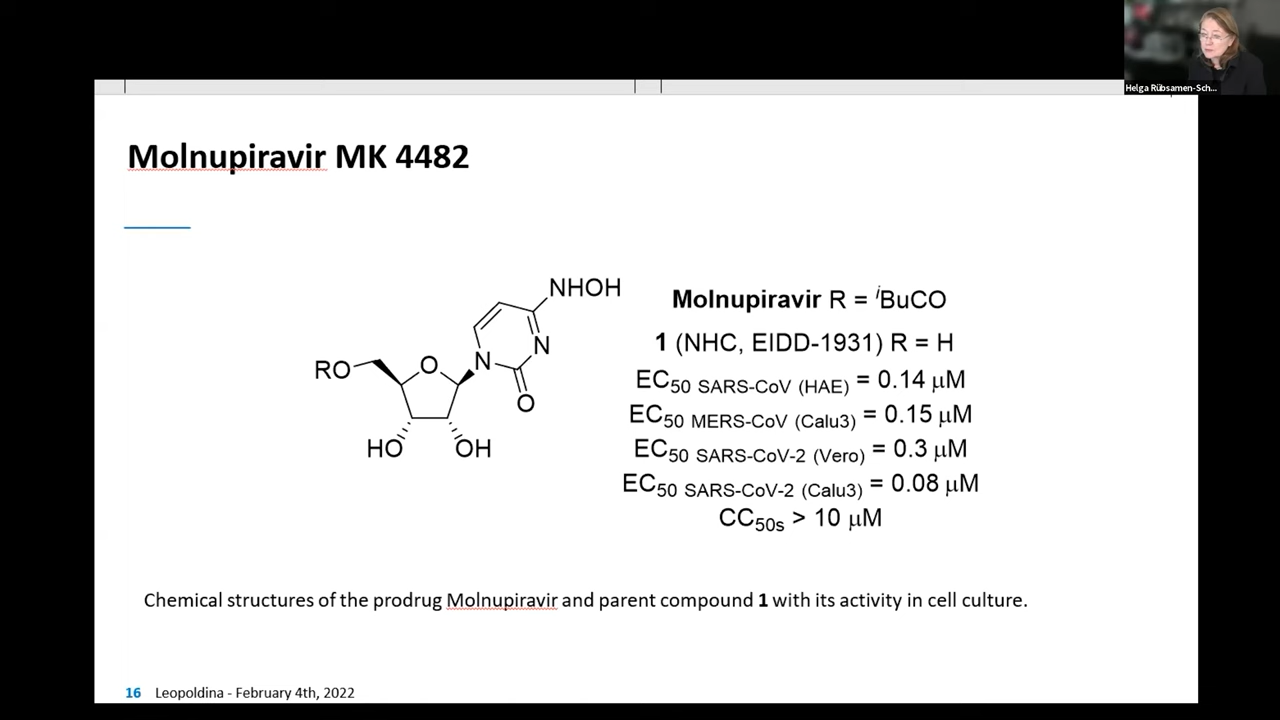 Helga Rübsamen-Sch...
Molnupiravir MK 4482
NHOH
N
N
O
O
RO
HO
OH
Molnupiravir R = ⁱBuCO
1 (NHC, EIDD-1931) R = H
EC₅₀ SARS-CoV (HAE) = 0.14 μM
EC₅₀ MERS-CoV (Calu3) = 0.15 μM
EC₅₀ SARS-CoV-2 (Vero) = 0.3 μM
EC₅₀ SARS-CoV-2 (Calu3) = 0.08 μM
CC₅₀s > 10 μM
Chemical structures of the prodrug Molnupiravir and parent compound 1 with its activity in cell culture.
16 Leopoldina - February 4th, 2022